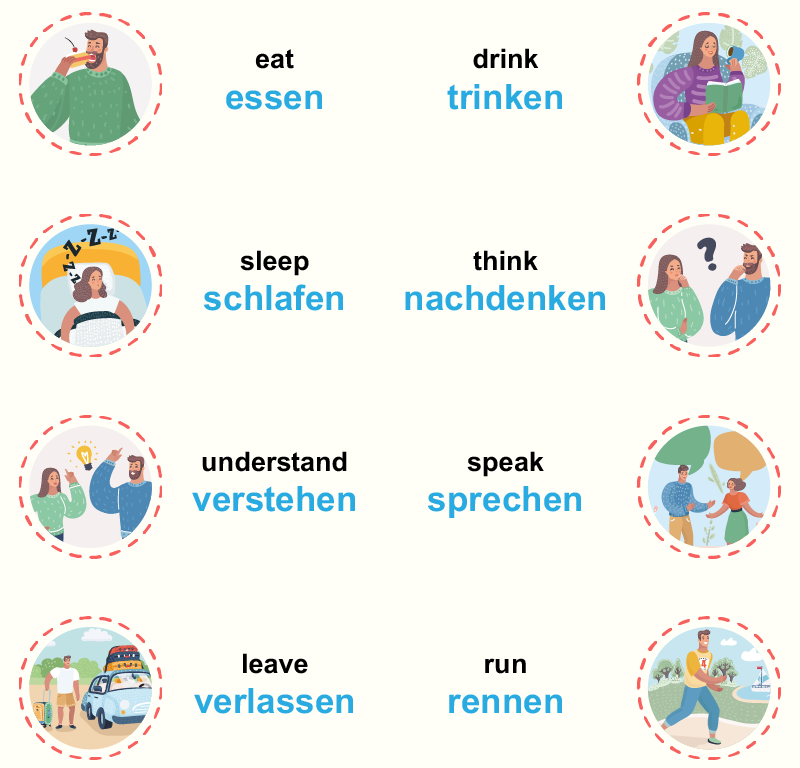 eat
essen
drink
trinken
Z-Z-Z-Z-Z
sleep
schlafen
think
nachdenken
?
understand
verstehen
speak
sprechen
leave
verlassen
run
rennen